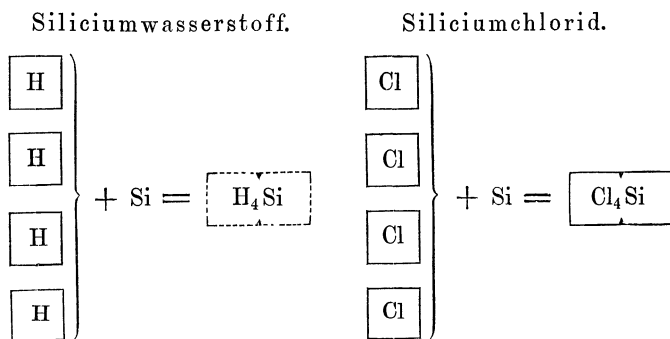 Siliciumwasserstoff. Siliciumchlorid.
H Cl
H Cl
+ Si = H₄Si + Si = Cl₄Si
H Cl
H Cl